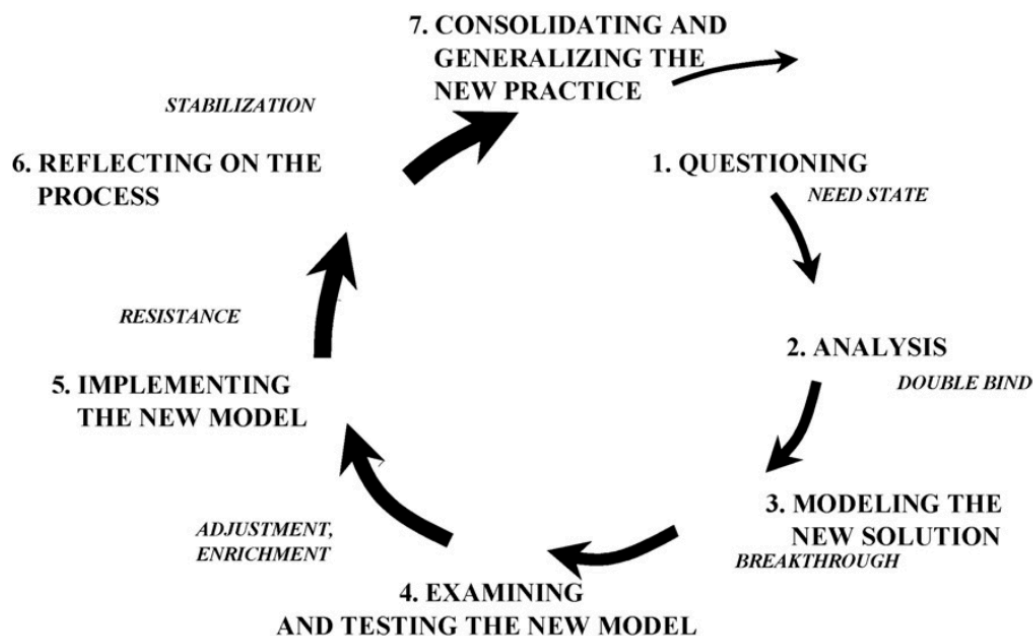 7. CONSOLIDATING AND
GENERALIZING THE
NEW PRACTICE
STABILIZATION
6. REFLECTING ON THE
PROCESS
1. QUESTIONING
NEED STATE
RESISTANCE
2. ANALYSIS
DOUBLE BIND
5. IMPLEMENTING
THE NEW MODEL
3. MODELING THE
NEW SOLUTION
BREAKTHROUGH
ADJUSTMENT,
ENRICHMENT
4. EXAMINING
AND TESTING THE NEW MODEL